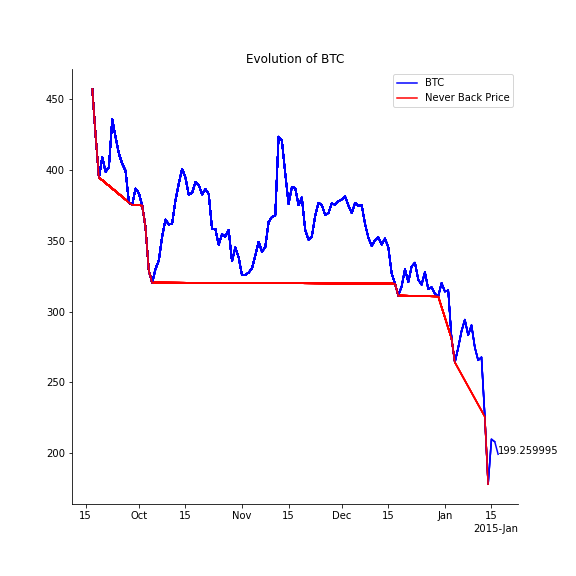 Evolution of BTC
BTC
Never Back Price
450
400
350
300
250
200
199.259995
15
Oct
15
Nov
15
Dec
15
Jan
15
2015-Jan